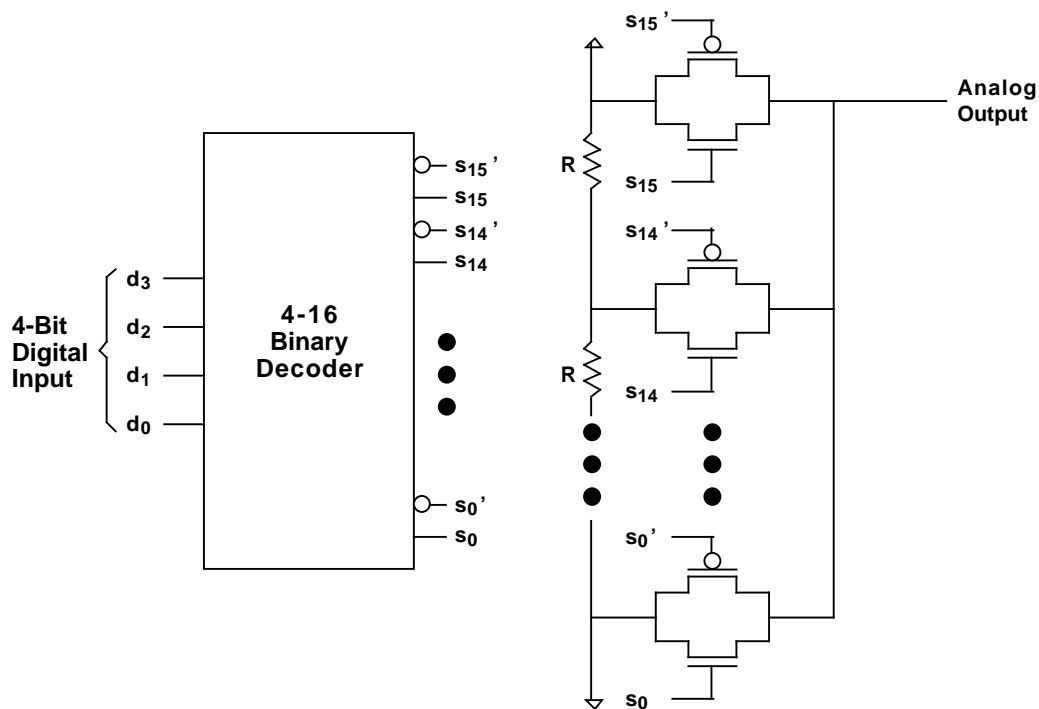 s15’
Analog
Output
s15’
s15
s14’
s14
R
s15
s14’
4-Bit
Digital
Input
d3
d2
d1
d0
4-16
Binary
Decoder
R
s14
s0’
s0
s0’
s0